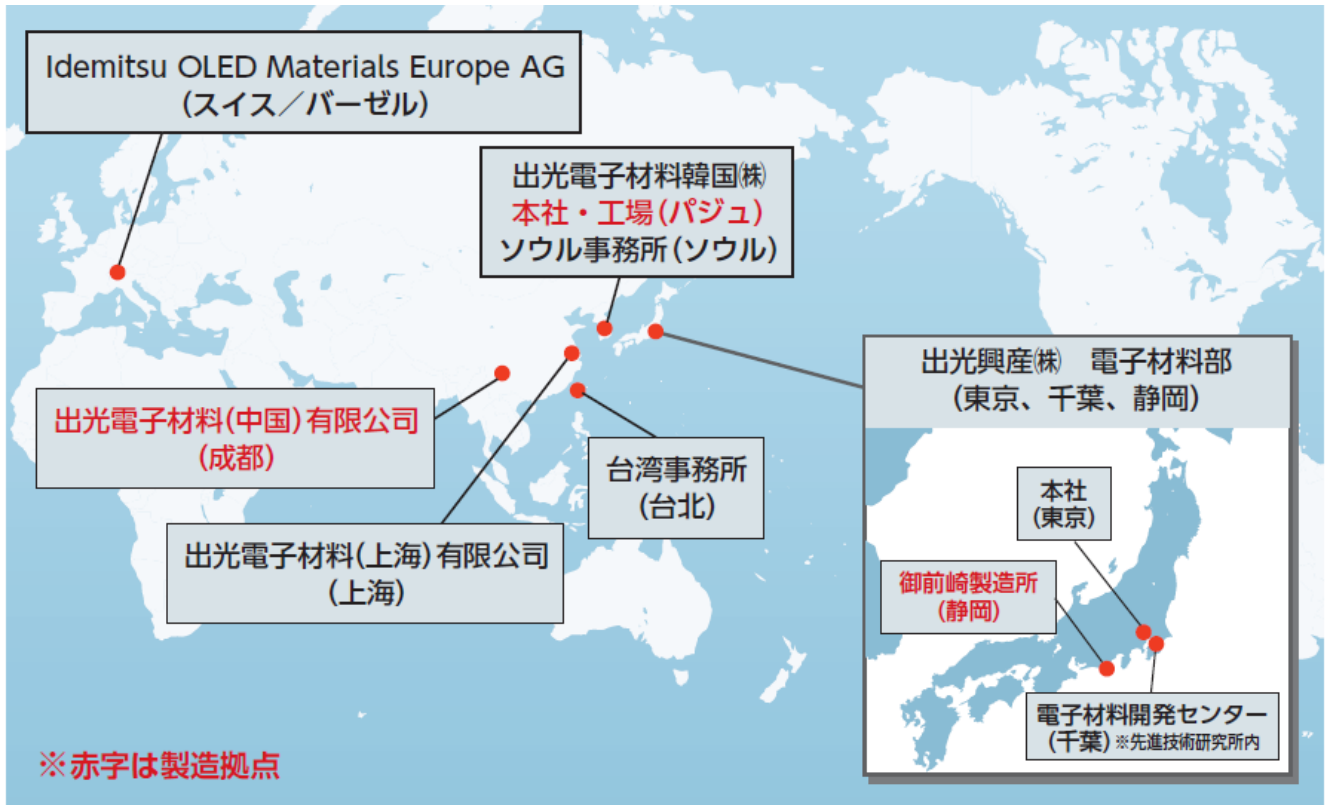 Idemitsu OLED Materials Europe AG
(スイス／バーゼル)
出光電子材料韓国㈱
本社・工場(パジュ)
ソウル事務所(ソウル)
出光興産㈱　電子材料部
(東京、千葉、静岡)
出光電子材料(中国)有限公司
(成都)
台湾事務所
(台北)
出光電子材料(上海)有限公司
(上海)
本社
(東京)
御前崎製造所
(静岡)
電子材料開発センター
(千葉)※先進技術研究所内
※赤字は製造拠点